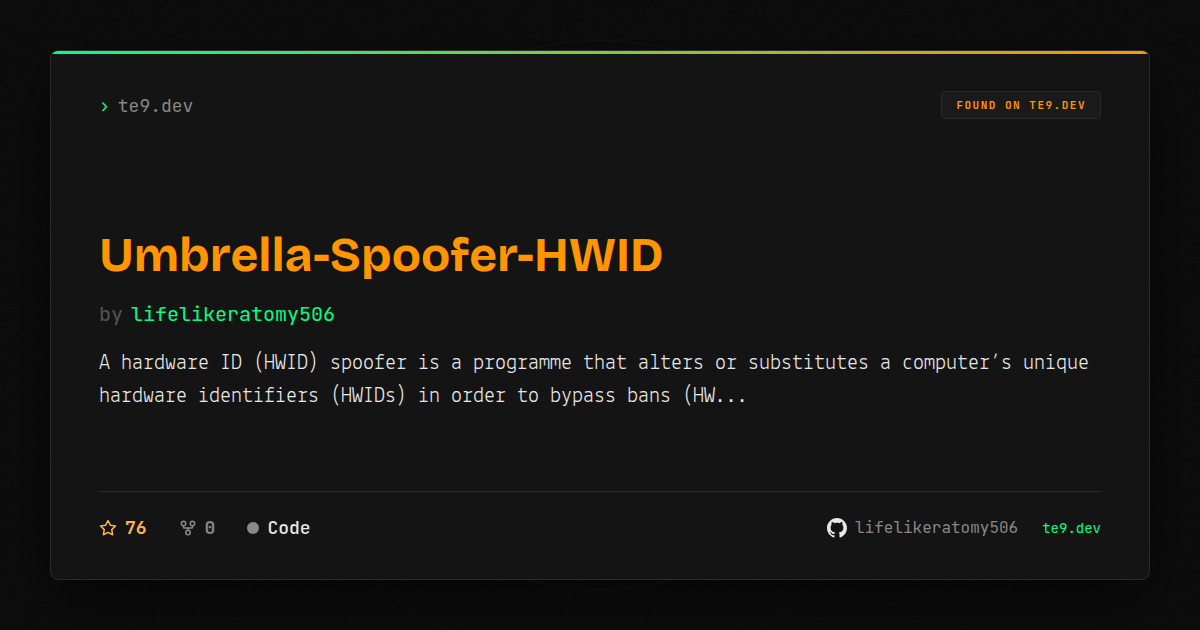 › te9.dev
FOUND ON TE9.DEV
Umbrella-Spoofer-HWID
by lifelikeratomy506
A hardware ID (HWID) spoofer is a programme that alters or substitutes a computer’s unique
hardware identifiers (HWIDs) in order to bypass bans (HW...
76 0 Code
lifelikeratomy506 te9.dev